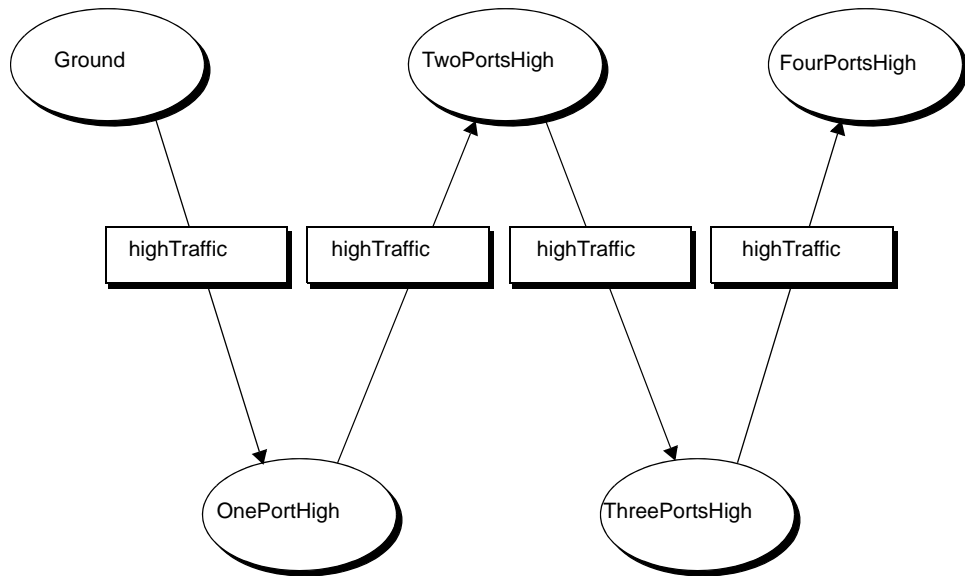 Ground
TwoPortsHigh
FourPortsHigh
highTraffic
highTraffic
highTraffic
highTraffic
OnePortHigh
ThreePortsHigh